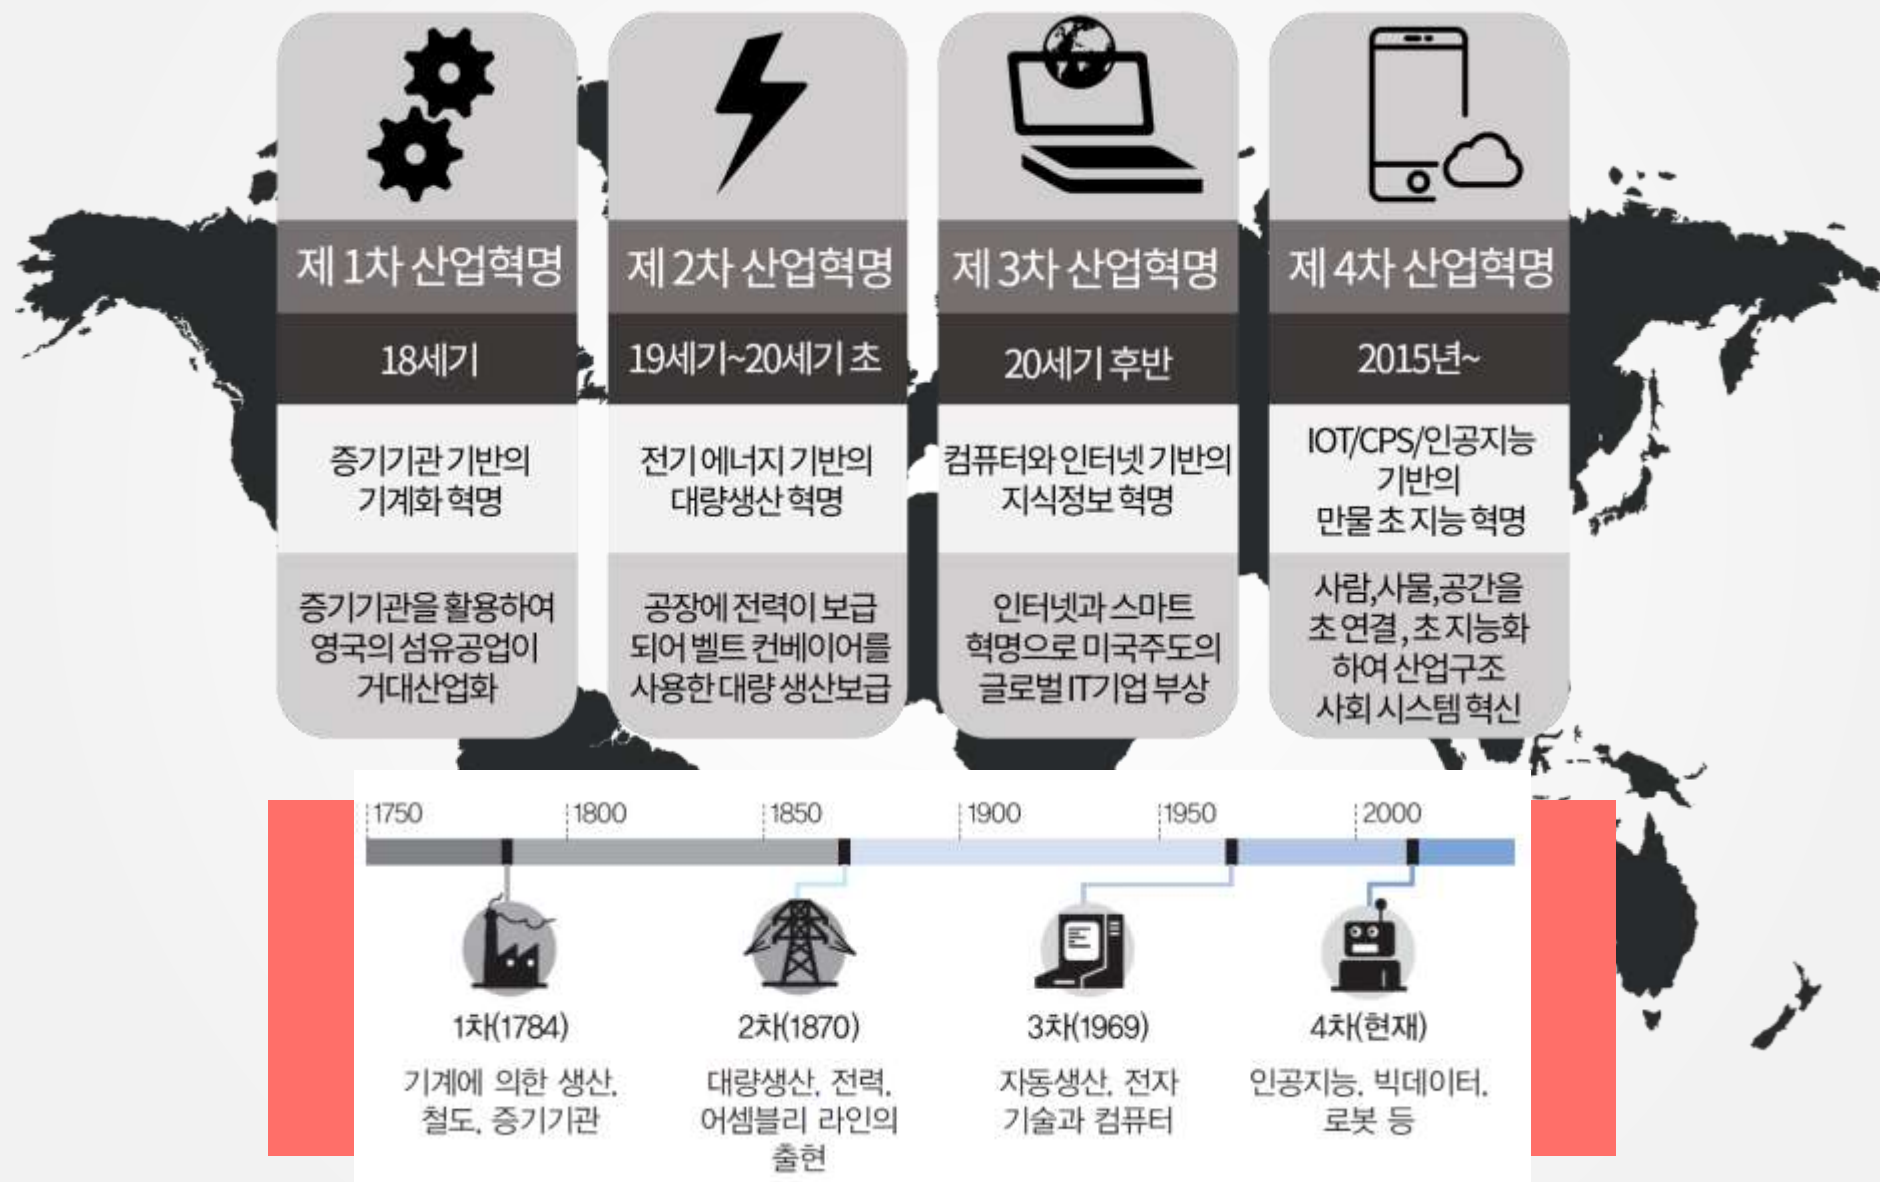 제 1차 산업혁명
18세기
증기기관 기반의
기계화 혁명
증기기관을 활용하여
영국의 섬유공업이
거대산업화
제 2차 산업혁명
19세기~20세기 초
전기 에너지 기반의
대량생산 혁명
공장에 전력이 보급
되어 벨트 컨베이어를
사용한 대량 생산보급
제 3차 산업혁명
20세기 후반
컴퓨터와 인터넷 기반의
지식정보 혁명
인터넷과 스마트
혁명으로 미국주도의
글로벌 IT기업 부상
제 4차 산업혁명
2015년~
IOT/CPS/인공지능
기반의
만물 초 지능 혁명
사람,사물,공간을
초 연결 , 초 지능화
하여 산업구조
사회 시스템 혁신
1750 1800 1850 1900 1950 2000
1차(1784)
기계에 의한 생산,
철도, 증기기관
2차(1870)
대량생산, 전력,
어셈블리 라인의
출현
3차(1969)
자동생산, 전자
기술과 컴퓨터
4차(현재)
인공지능, 빅데이터,
로봇 등